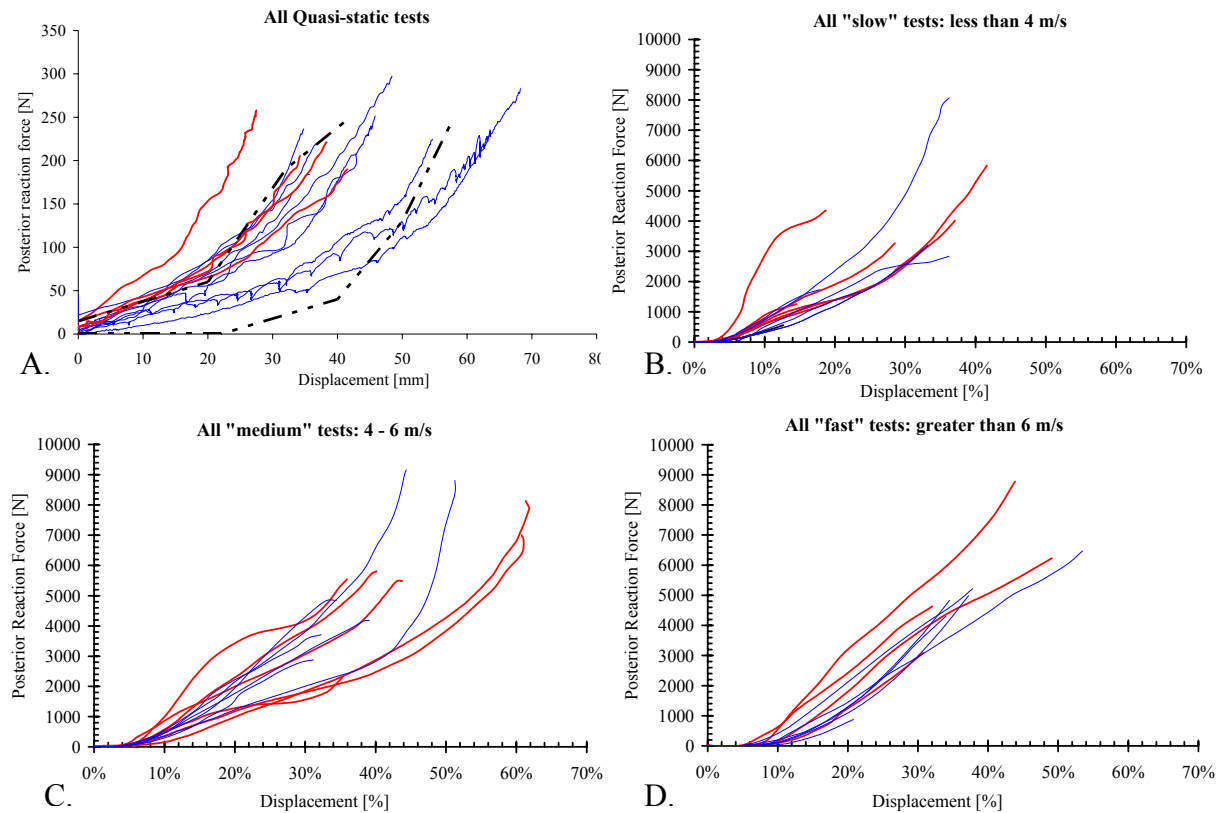 All Quasi-static tests
Posterior reaction force [N]
350
300
250
200
150
100
50
0
0 10 20 30 40 50 60 70 80
Displacement [mm]
A.
All "slow" tests: less than 4 m/s
Posterior Reaction Force [N]
10000
9000
8000
7000
6000
5000
4000
3000
2000
1000
0
0% 10% 20% 30% 40% 50% 60% 70%
Displacement [%]
B.
All "medium" tests: 4 - 6 m/s
Posterior Reaction Force [N]
10000
9000
8000
7000
6000
5000
4000
3000
2000
1000
0
0% 10% 20% 30% 40% 50% 60% 70%
Displacement [%]
C.
All "fast" tests: greater than 6 m/s
Posterior Reaction Force [N]
10000
9000
8000
7000
6000
5000
4000
3000
2000
1000
0
0% 10% 20% 30% 40% 50% 60% 70%
Displacement [%]
D.